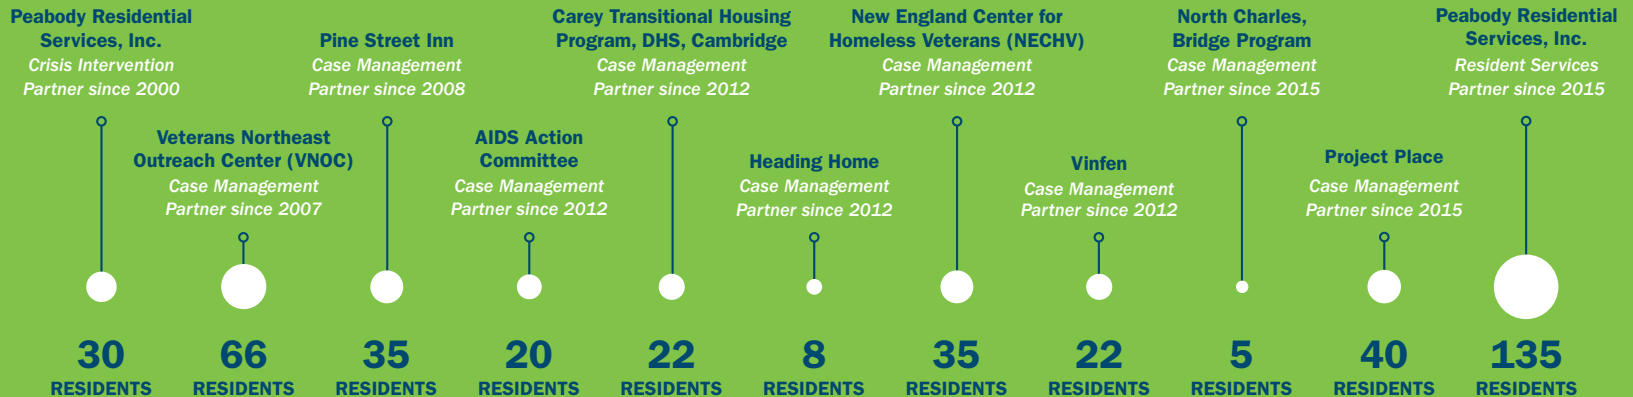 Peabody Residential
Services, Inc.
Crisis Intervention
Partner since 2000
30
RESIDENTS
Veterans Northeast
Outreach Center (VNOC)
Case Management
Partner since 2007
66
RESIDENTS
Pine Street Inn
Case Management
Partner since 2008
35
RESIDENTS
AIDS Action
Committee
Case Management
Partner since 2012
20
RESIDENTS
Carey Transitional Housing
Program, DHS, Cambridge
Case Management
Partner since 2012
22
RESIDENTS
Heading Home
Case Management
Partner since 2012
8
RESIDENTS
New England Center for
Homeless Veterans (NECHV)
Case Management
Partner since 2012
35
RESIDENTS
Vinfen
Case Management
Partner since 2012
22
RESIDENTS
North Charles,
Bridge Program
Case Management
Partner since 2015
5
RESIDENTS
Project Place
Case Management
Partner since 2015
40
RESIDENTS
Peabody Residential
Services, Inc.
Resident Services
Partner since 2015
135
RESIDENTS